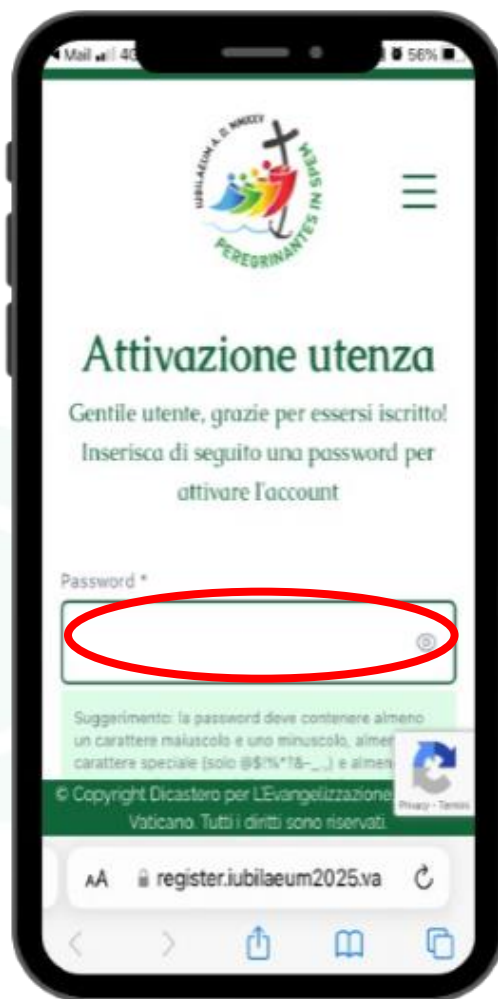 Mail 4G 56%
IUBILAEUM A. D. MMXXV
PEREGRINANTES IN SPEM
Attivazione utenza
Gentile utente, grazie per essersi iscritto!
Inserisca di seguito una password per
attivare l'account
Password *
Suggerimento: la password deve contenere almeno
un carattere maiuscolo e uno minuscolo, almen
carattere speciale (solo
e almen
© Copyright Dicastero per L'Evangelizzazione
Vaticano. Tutti i diritti sono riservati.
Privacy - Termini
AA register.iubilaeum2025.va